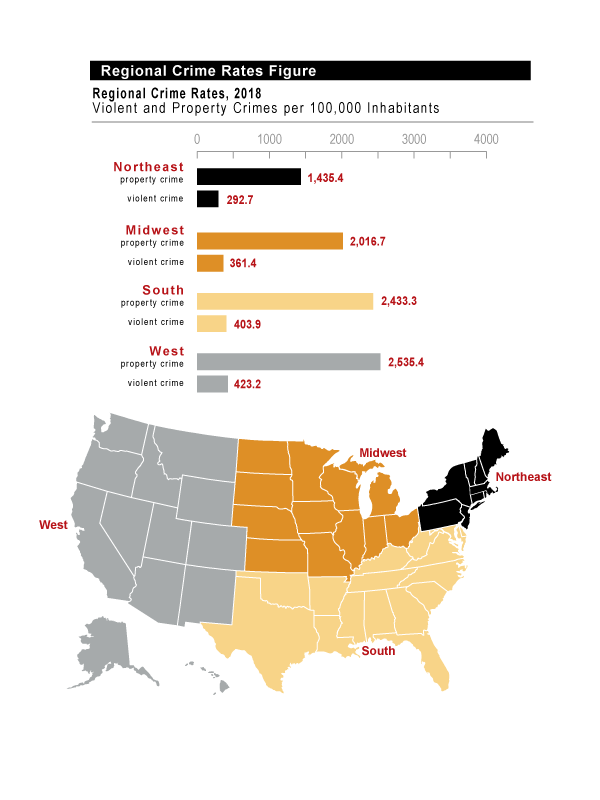 Regional Crime Rates Figure
Regional Crime Rates, 2018
Violent and Property Crimes per 100,000 Inhabitants
0 1000 2000 3000 4000
Northeast
property crime 1,435.4
violent crime 292.7
Midwest
property crime 2,016.7
violent crime 361.4
South
property crime 2,433.3
violent crime 403.9
West
property crime 2,535.4
violent crime 423.2
Midwest
Northeast
West
South